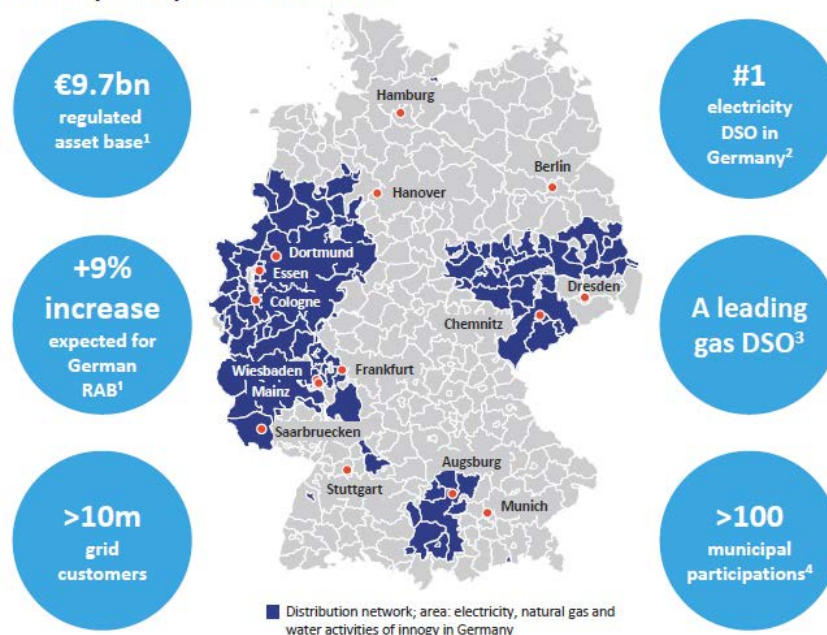 €9.7bn
regulated
asset base¹
+9%
increase
expected for
German
RAB¹
>10m
grid
customers
Hamburg
Berlin
Hanover
Dortmund
Essen
Cologne
Dresden
Chemnitz
Wiesbaden
Frankfurt
Mainz
Saarbruecken
Augsburg
Stuttgart
Munich
#1
electricity
DSO in
Germany²
A leading
gas DSO³
>100
municipal
participations⁴
Distribution network; area: electricity, natural gas and
water activities of innogy in Germany